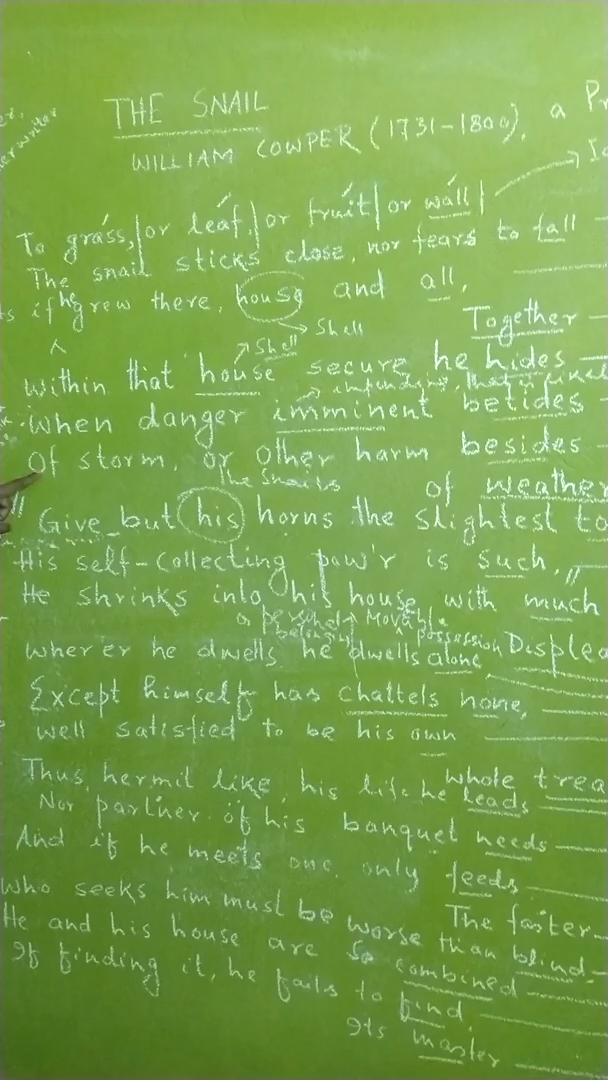 THE SNAIL
WILLIAM COWPER (1731-1800), a
To grass, or leaf, or fruit or wall
The snail sticks close, nor fears to fall
if he grew there, house and all,
Together
Shell
Shell
Within that house secure he hides
When danger imminent betides
Of storm, or other harm besides
of weather
The snails
Give but his horns the slightest to
His self-collecting pow'r is such,
He shrinks into his house with much
Displea
a personal movable
belonging possession
Wher er he dwells he dwells alone
Except himself has chattels none,
Well satisfied to be his own
whole trea
Thus, hermit like, his life he leads
Nor partner of his banquet needs
And if he meets one, only feeds
The faster
Who seeks him must be worse than blind
He and his house are so combined
If finding it, he fails to find
Its master